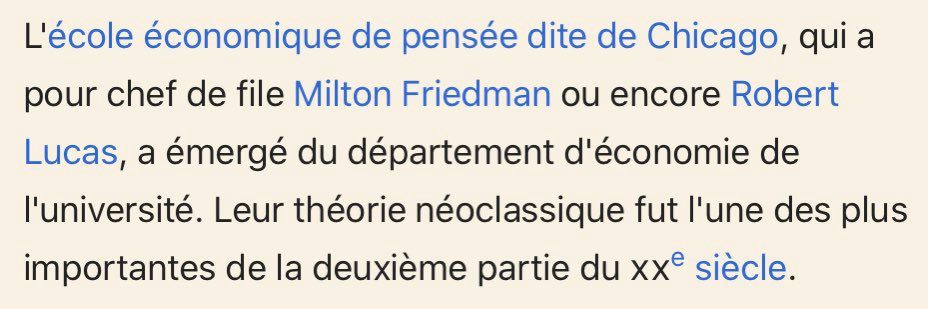 L'école économique de pensée dite de Chicago, qui a
pour chef de file Milton Friedman ou encore Robert
Lucas, a émergé du département d'économie de
l'université. Leur théorie néoclassique fut l'une des plus
importantes de la deuxième partie du xxe siècle.